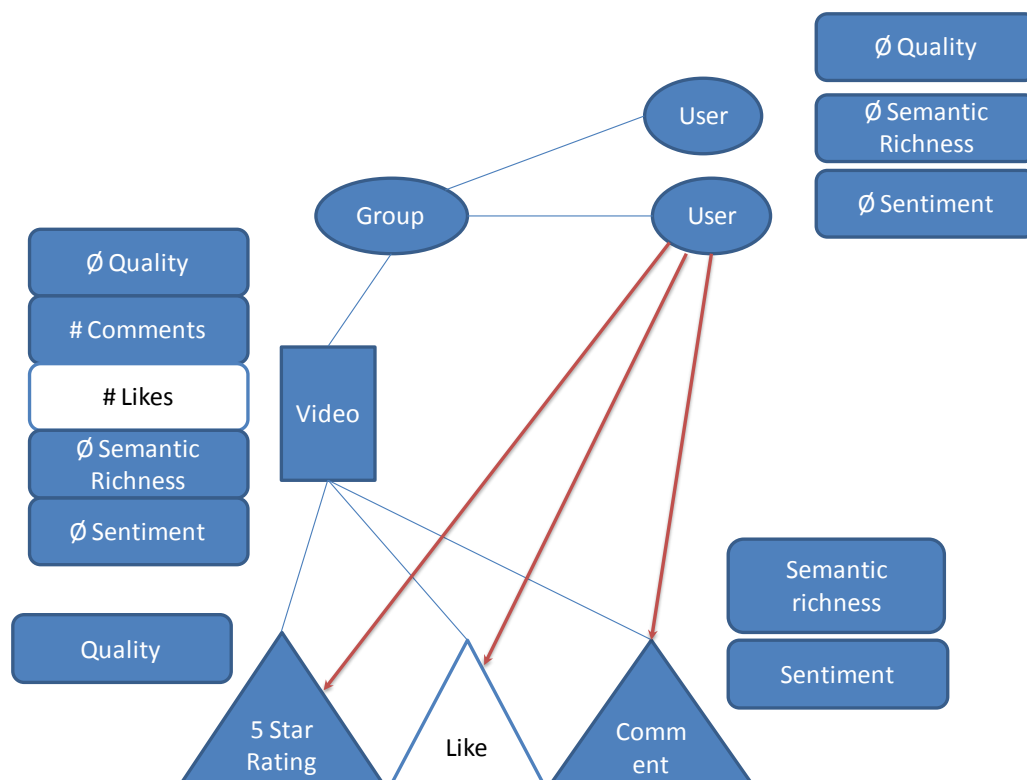 Ø Quality
User
Ø Semantic
Richness
Group
User
Ø Sentiment
Ø Quality
# Comments
# Likes
Video
Ø Semantic
Richness
Ø Sentiment
Semantic
richness
Quality
Sentiment
5 Star
Rating
Like
Comm
ent